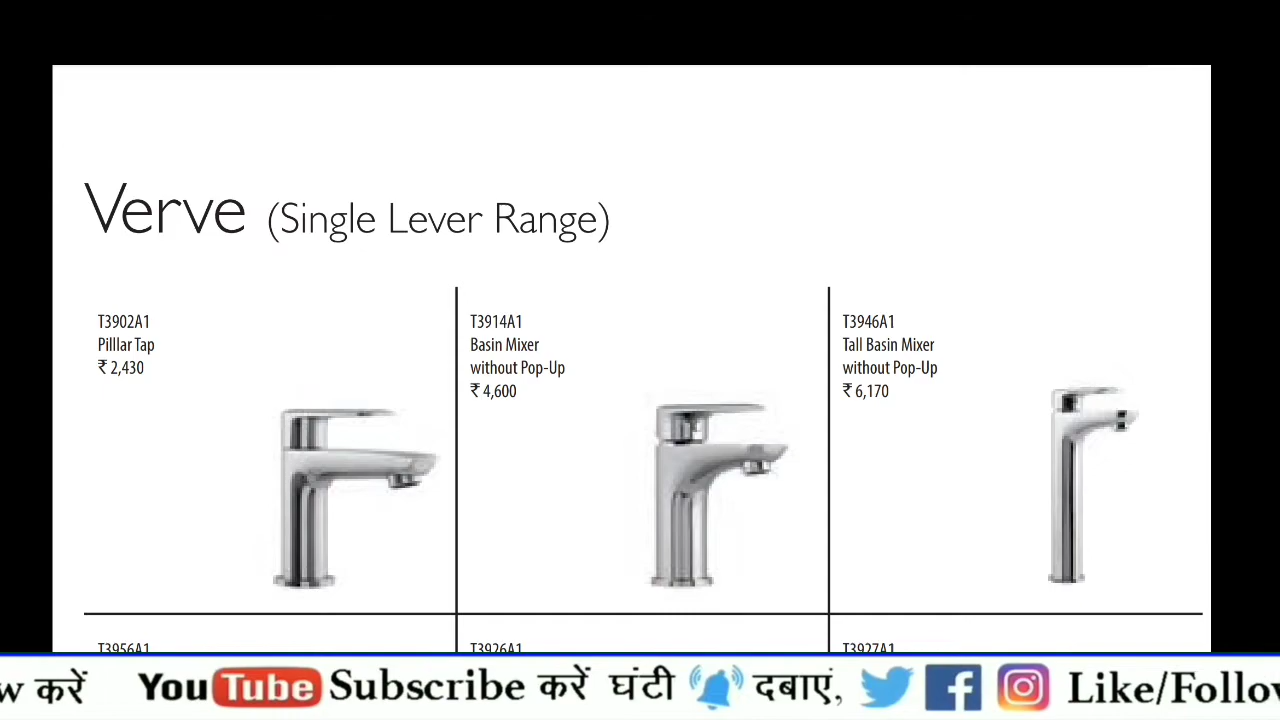 Verve (Single Lever Range)
T3902A1
Pilllar Tap
₹ 2,430
T3914A1
Basin Mixer
without Pop-Up
₹ 4,600
T3946A1
Tall Basin Mixer
without Pop-Up
₹ 6,170
T3956A1
T3926A1
T3927A1
w करें YouTube Subscribe करें घंटी दबाएं, Like/Follow